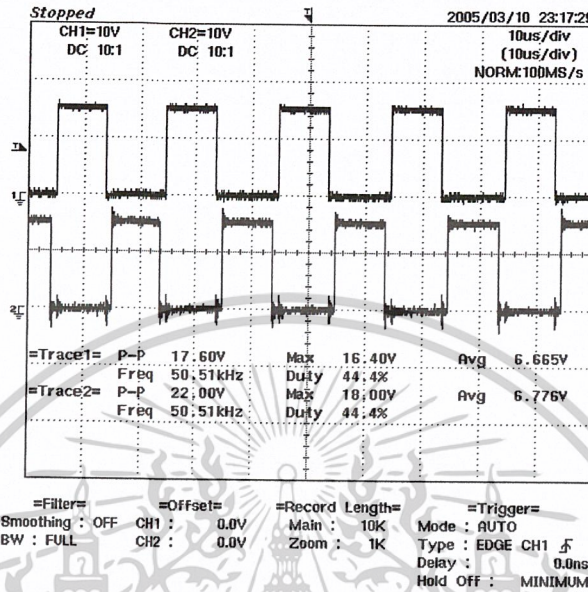 Stopped 2005/03/10 23:17:29
CH1=10V CH2=10V 10us/div
DC 10:1 DC 10:1 (10us/div)
NORM:100MS/s
=Trace1= P-P 17.60V Max 16.40V Avg 6.665V
Freq 50.51kHz Duty 44.4%
=Trace2= P-P 22.00V Max 18.00V Avg 6.776V
Freq 50.51kHz Duty 44.4%
=Filter= =Offset= =Record Length= =Trigger=
Smoothing : OFF CH1 : 0.0V Main : 10K Mode : AUTO
BW : FULL CH2 : 0.0V Zoom : 1K Type : EDGE CH1
Delay : 0.0ns
Hold Off : MINIMUM